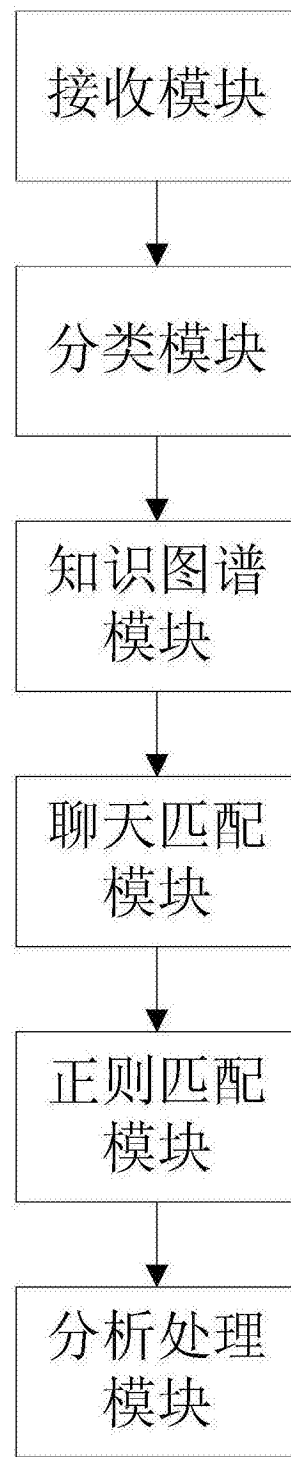 接收模块
分类模块
知识图谱
模块
聊天匹配
模块
正则匹配
模块
分析处理
模块